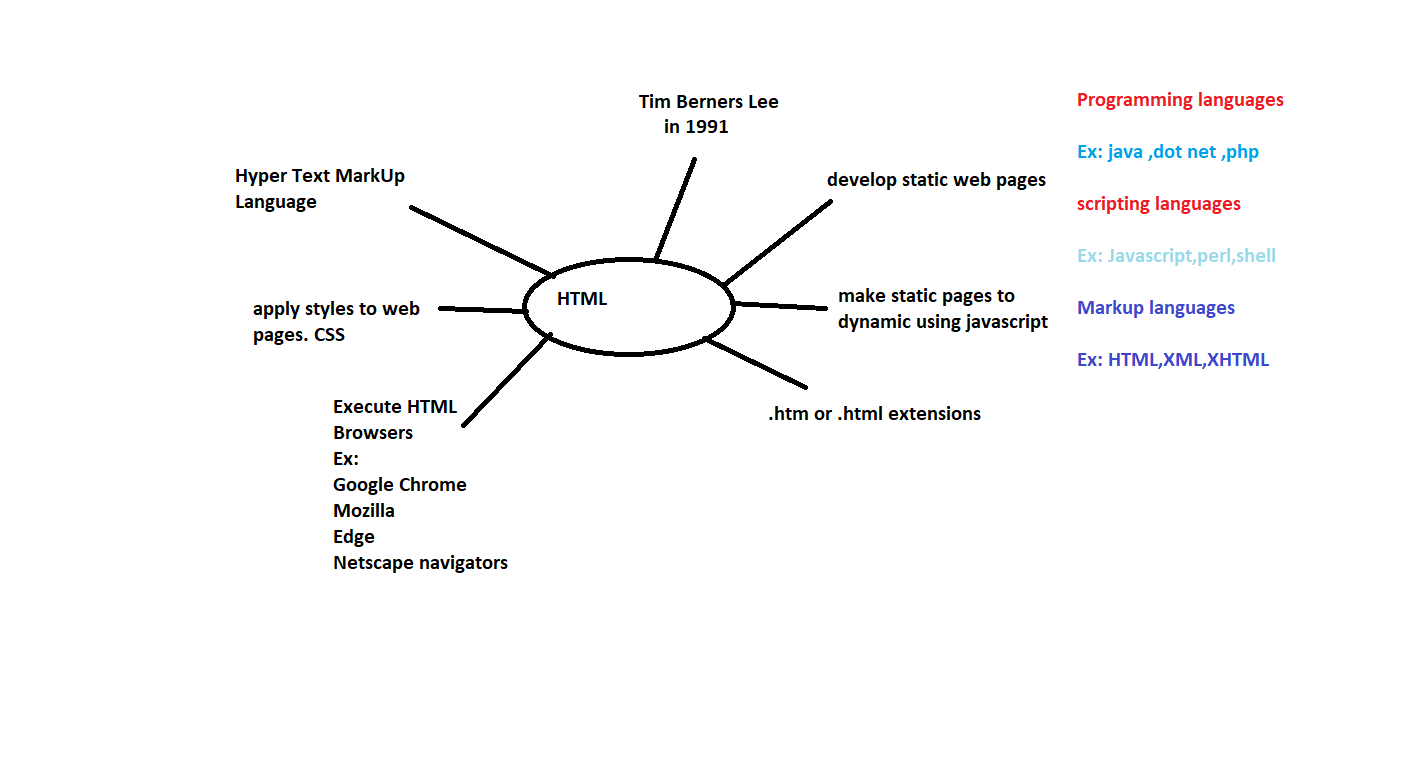 Tim Berners Lee
in 1991
Hyper Text MarkUp
Language
develop static web pages
HTML
apply styles to web
pages. CSS
make static pages to
dynamic using javascript
Execute HTML
Browsers
Ex:
Google Chrome
Mozilla
Edge
Netscape navigators
.htm or .html extensions
Programming languages
Ex: java ,dot net ,php
scripting languages
Ex: Javascript,perl,shell
Markup languages
Ex: HTML,XML,XHTML